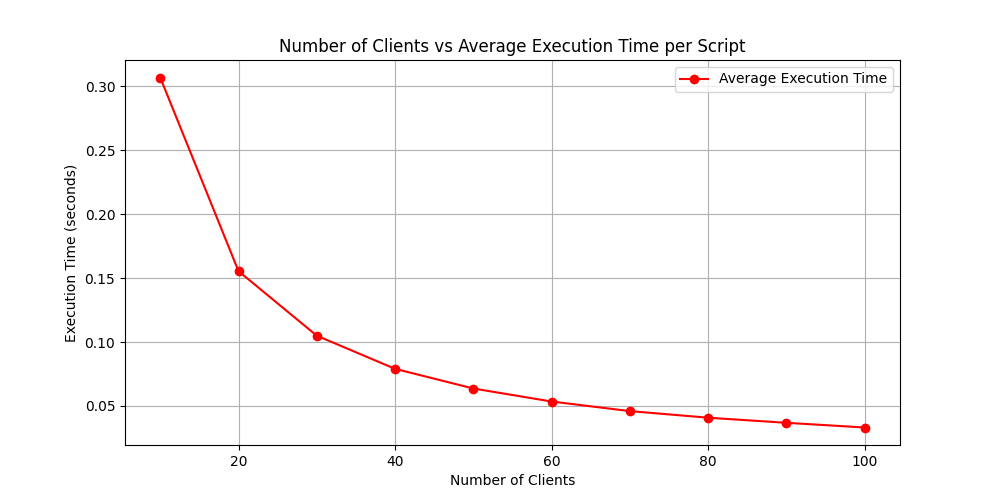 Number of Clients vs Average Execution Time per Script
Average Execution Time
Execution Time (seconds)
0.30
0.25
0.20
0.15
0.10
0.05
20 40 60 80 100
Number of Clients